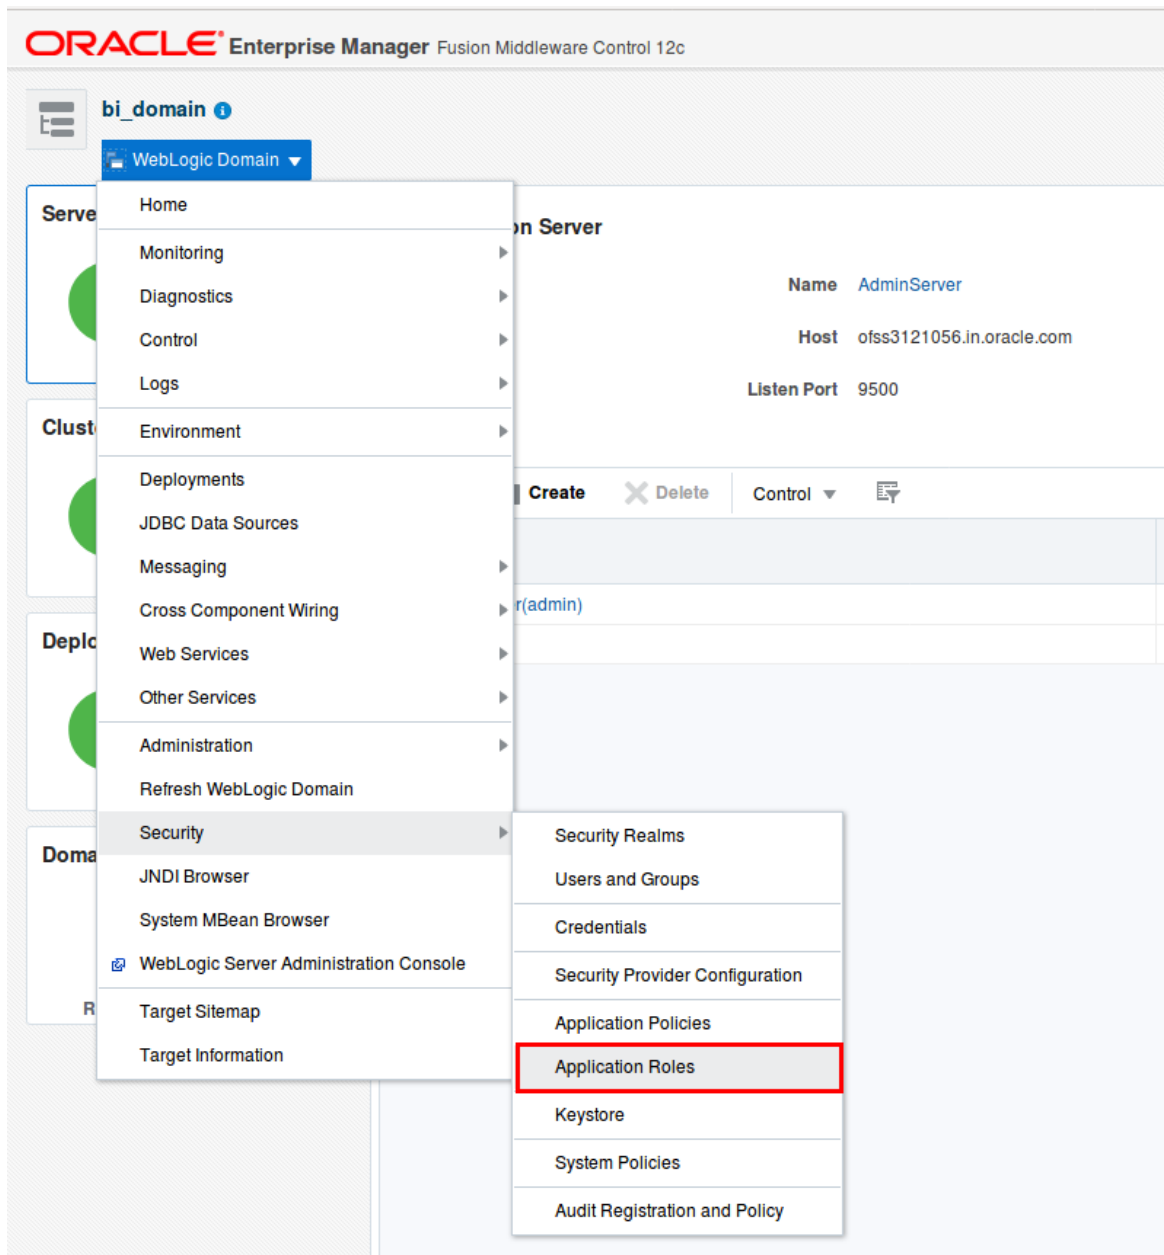 ORACLE Enterprise Manager Fusion Middleware Control 12c
bi_domain
WebLogic Domain
Home
Monitoring
Diagnostics
Control
Logs
Environment
Deployments
JDBC Data Sources
Messaging
Cross Component Wiring
Web Services
Other Services
Administration
Refresh WebLogic Domain
Security
JNDI Browser
System MBean Browser
WebLogic Server Administration Console
Target Sitemap
Target Information
Security Realms
Users and Groups
Credentials
Security Provider Configuration
Application Policies
Application Roles
Keystore
System Policies
Audit Registration and Policy
Serve
Clust
Deplo
Doma
R
on Server
Name AdminServer
Host ofss3121056.in.oracle.com
Listen Port 9500
Create Delete Control
r(admin)